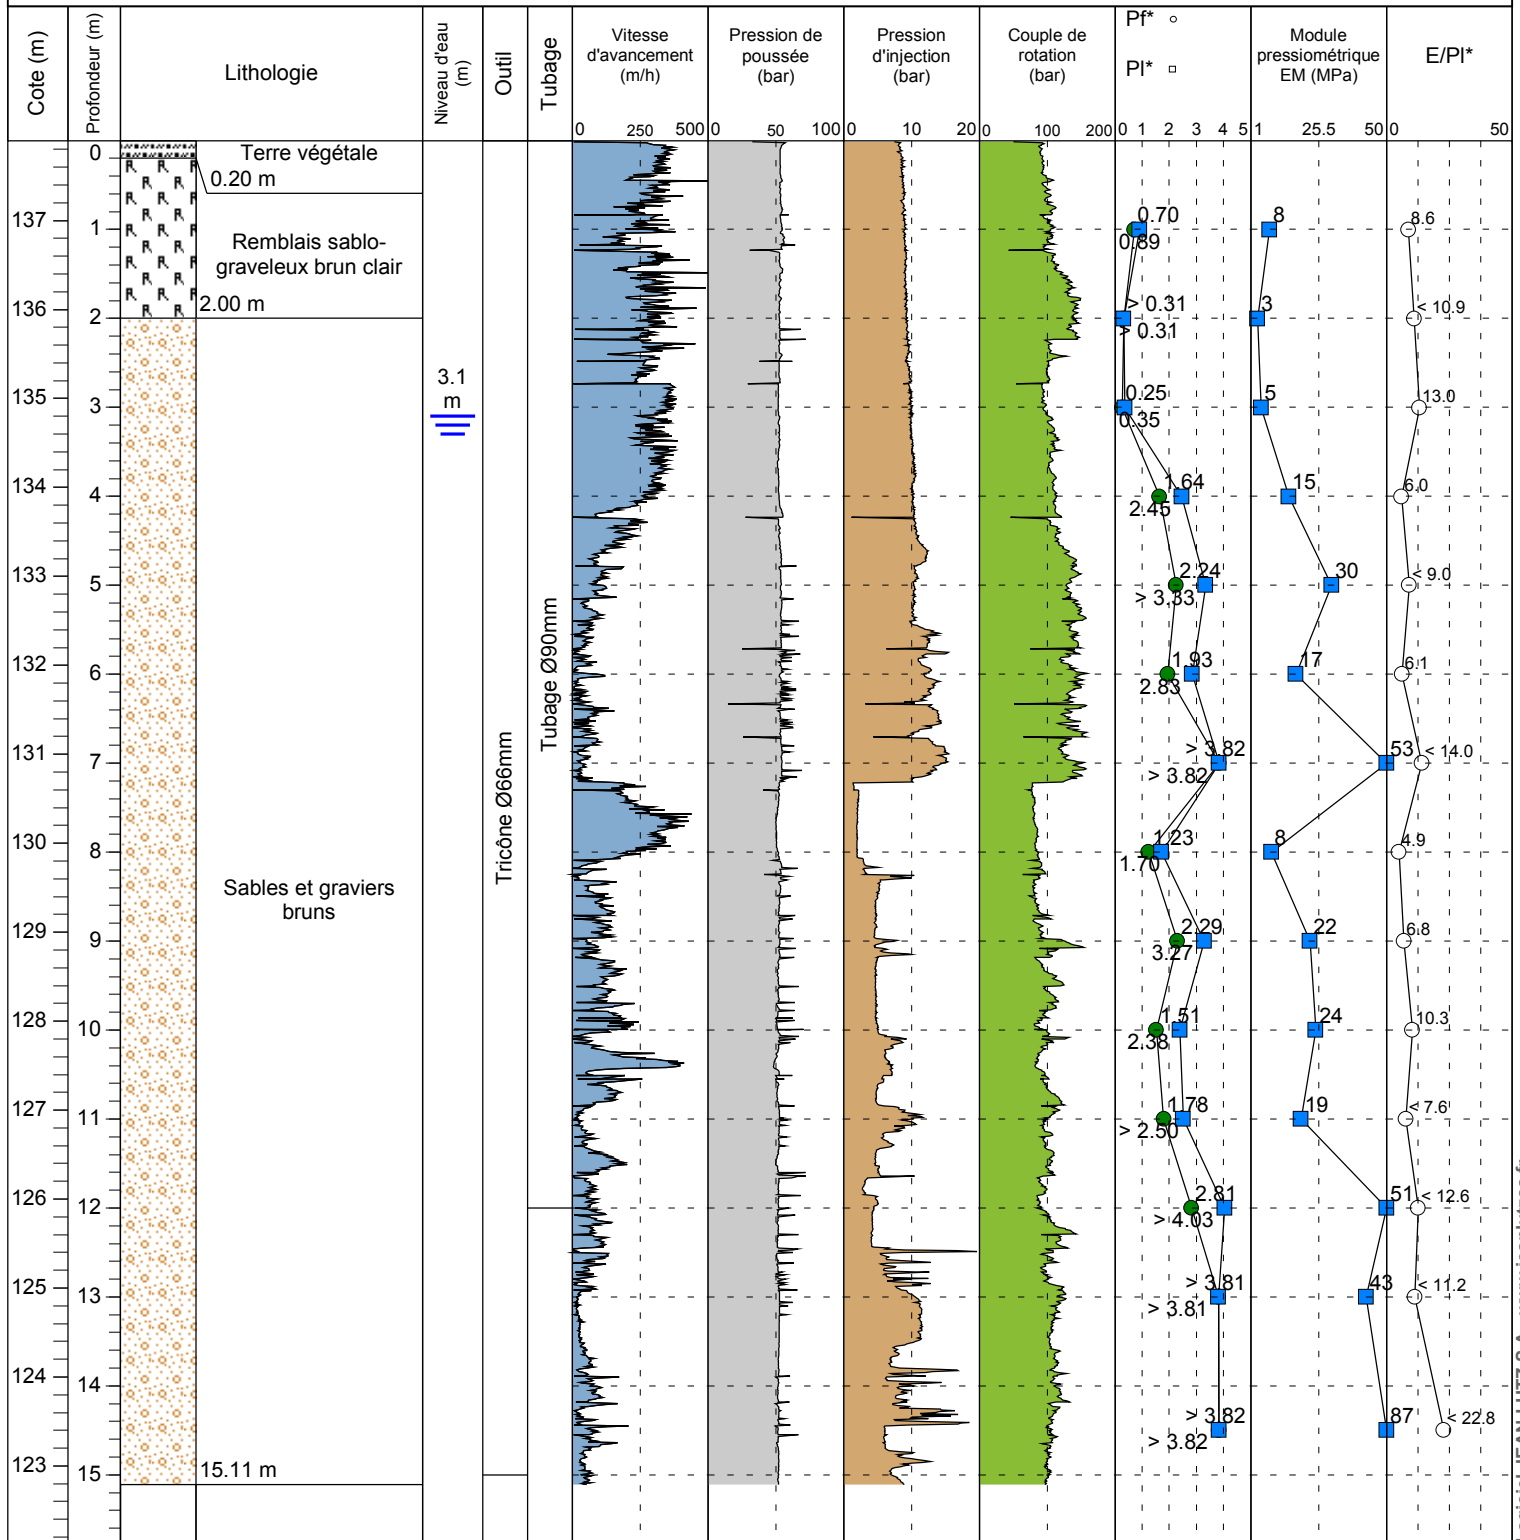 Cote (m)
Profondeur (m)
Lithologie
Niveau d'eau
(m)
Outil
Tubage
Vitesse
d'avancement
(m/h)
Pression de
poussée
(bar)
Pression
d'injection
(bar)
Couple de
rotation
(bar)
Pf*
Pl*
Module
pressiométrique
EM (MPa)
E/Pl*
0 250 500
0 50 100
0 10 20
0 100 200
0 1 2 3 4 5
1 25.5 50
0 50
137
136
135
134
133
132
131
130
129
128
127
126
125
124
123
0
1
2
3
4
5
6
7
8
9
10
11
12
13
14
15
Terre végétale
0.20 m
Remblais sablo-
graveleux brun clair
2.00 m
Sables et graviers
bruns
15.11 m
3.1
m
Tricône Ø66mm
Tubage Ø90mm
0.70
0.89
> 0.31
> 0.31
0.25
0.35
1.64
2.45
2.24
> 3.33
1.93
2.83
> 3.82
> 3.82
1.23
1.70
2.29
3.27
1.51
2.38
1.78
> 2.50
2.81
> 4.03
> 3.81
> 3.81
> 3.82
> 3.82
8
3
5
15
30
17
53
8
22
24
19
51
43
87
8.6
< 10.9
13.0
6.0
< 9.0
6.1
< 14.0
4.9
6.8
10.3
< 7.6
< 12.6
< 11.2
< 22.8